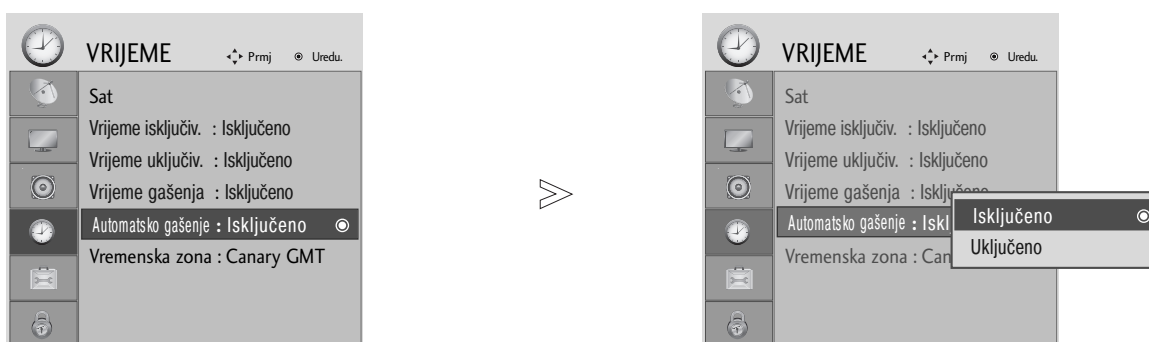 VRIJEME Prmj Uredu.
Sat
Vrijeme isključiv. : Isključeno
Vrijeme uključiv. : Isključeno
Vrijeme gašenja : Isključeno
Automatsko gašenje : Isključeno
Vremenska zona : Canary GMT
>
VRIJEME Prmj Uredu.
Sat
Vrijeme isključiv. : Isključeno
Vrijeme uključiv. : Isključeno
Vrijeme gašenja : Isključeno
Automatsko gašenje : Iskl
Vremenska zona : Can
Isključeno
Uključeno